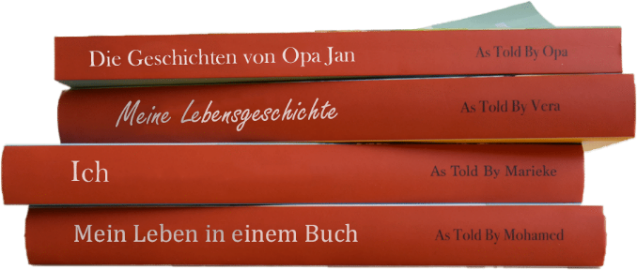 Die Geschichten von Opa Jan As Told By Opa
Meine Lebensgeschichte As Told By Vera
Ich As Told By Marieke
Mein Leben in einem Buch As Told By Mohamed